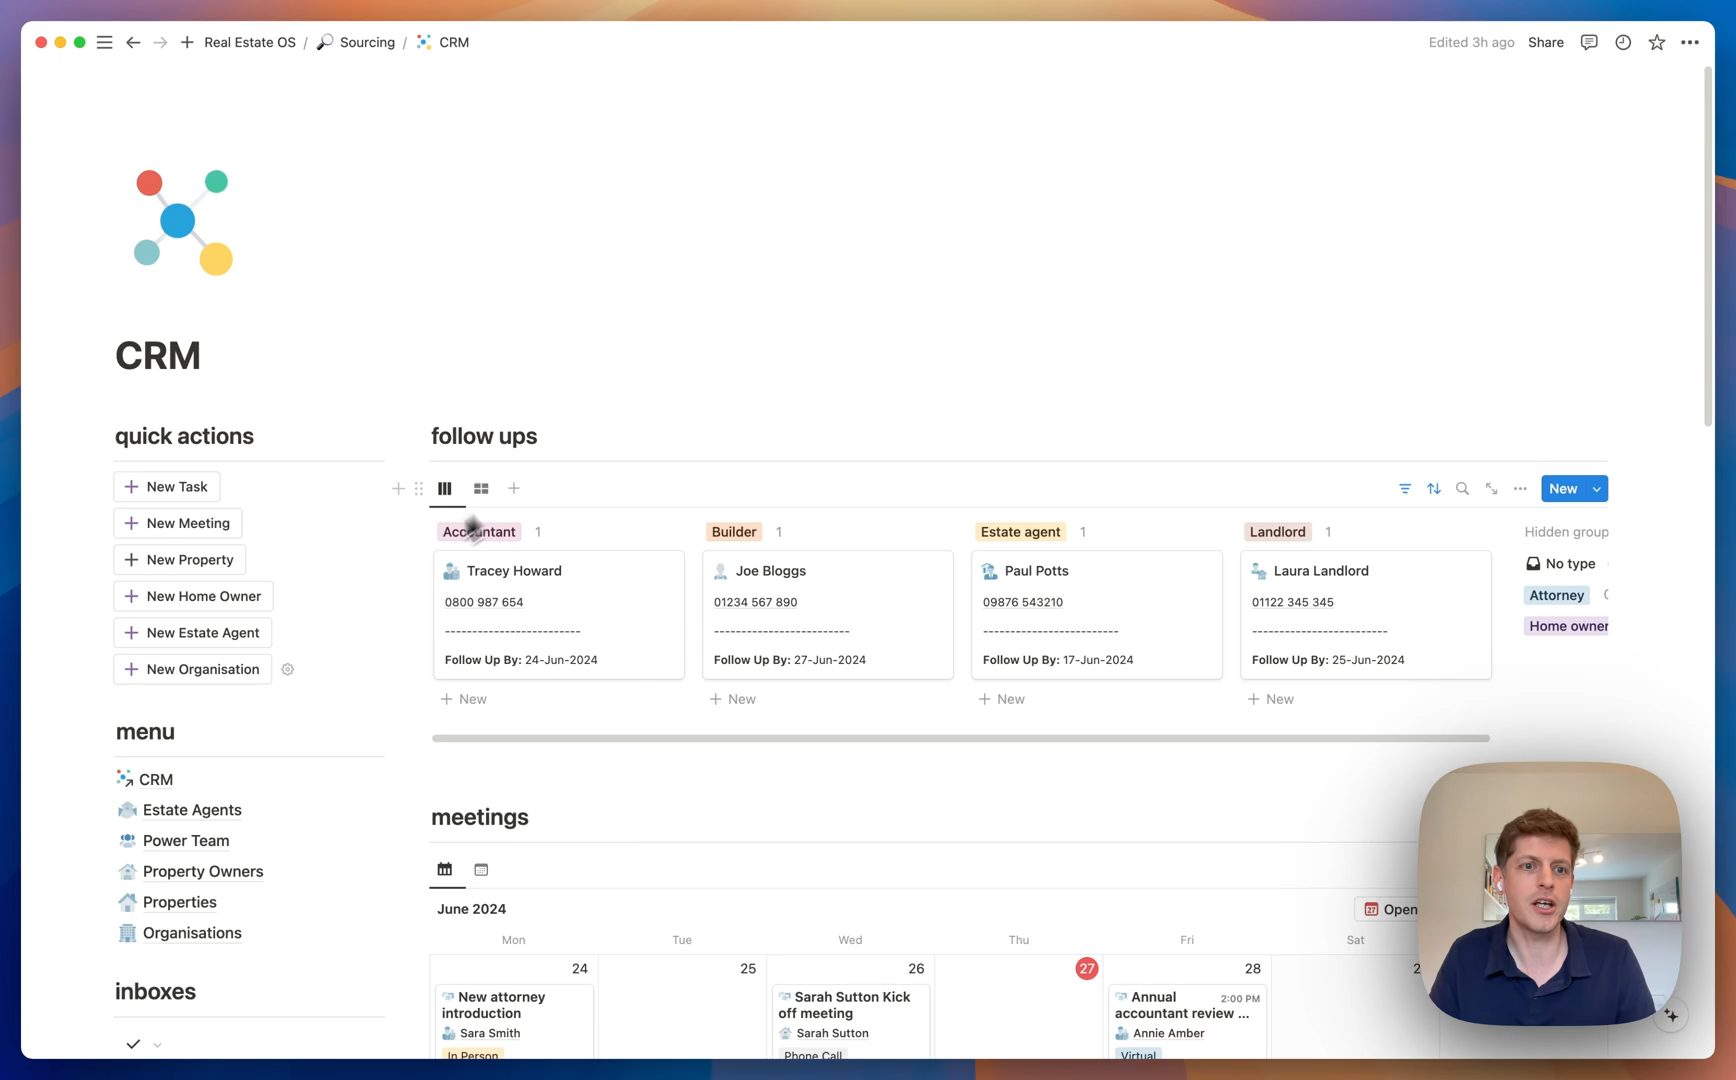 Real Estate OS / Sourcing / CRM
Edited 3h ago Share
CRM
quick actions
New Task
New Meeting
New Property
New Home Owner
New Estate Agent
New Organisation
menu
CRM
Estate Agents
Power Team
Property Owners
Properties
Organisations
inboxes
follow ups
New
Accountant 1
Tracey Howard
0800 987 654
-------------------------
Follow Up By: 24-Jun-2024
New
Builder 1
Joe Bloggs
01234 567 890
-------------------------
Follow Up By: 27-Jun-2024
New
Estate agent 1
Paul Potts
09876 543210
-------------------------
Follow Up By: 17-Jun-2024
New
Landlord 1
Laura Landlord
01122 345 345
-------------------------
Follow Up By: 25-Jun-2024
New
Hidden group
No type
Attorney
Home owner
meetings
June 2024
Open
Mon Tue Wed Thu Fri Sat
24 25 26 27 28
New attorney
introduction
Sara Smith
In Person
Sarah Sutton Kick
off meeting
Sarah Sutton
Phone Call
Annual 2:00 PM
accountant review ...
Annie Amber
Virtual